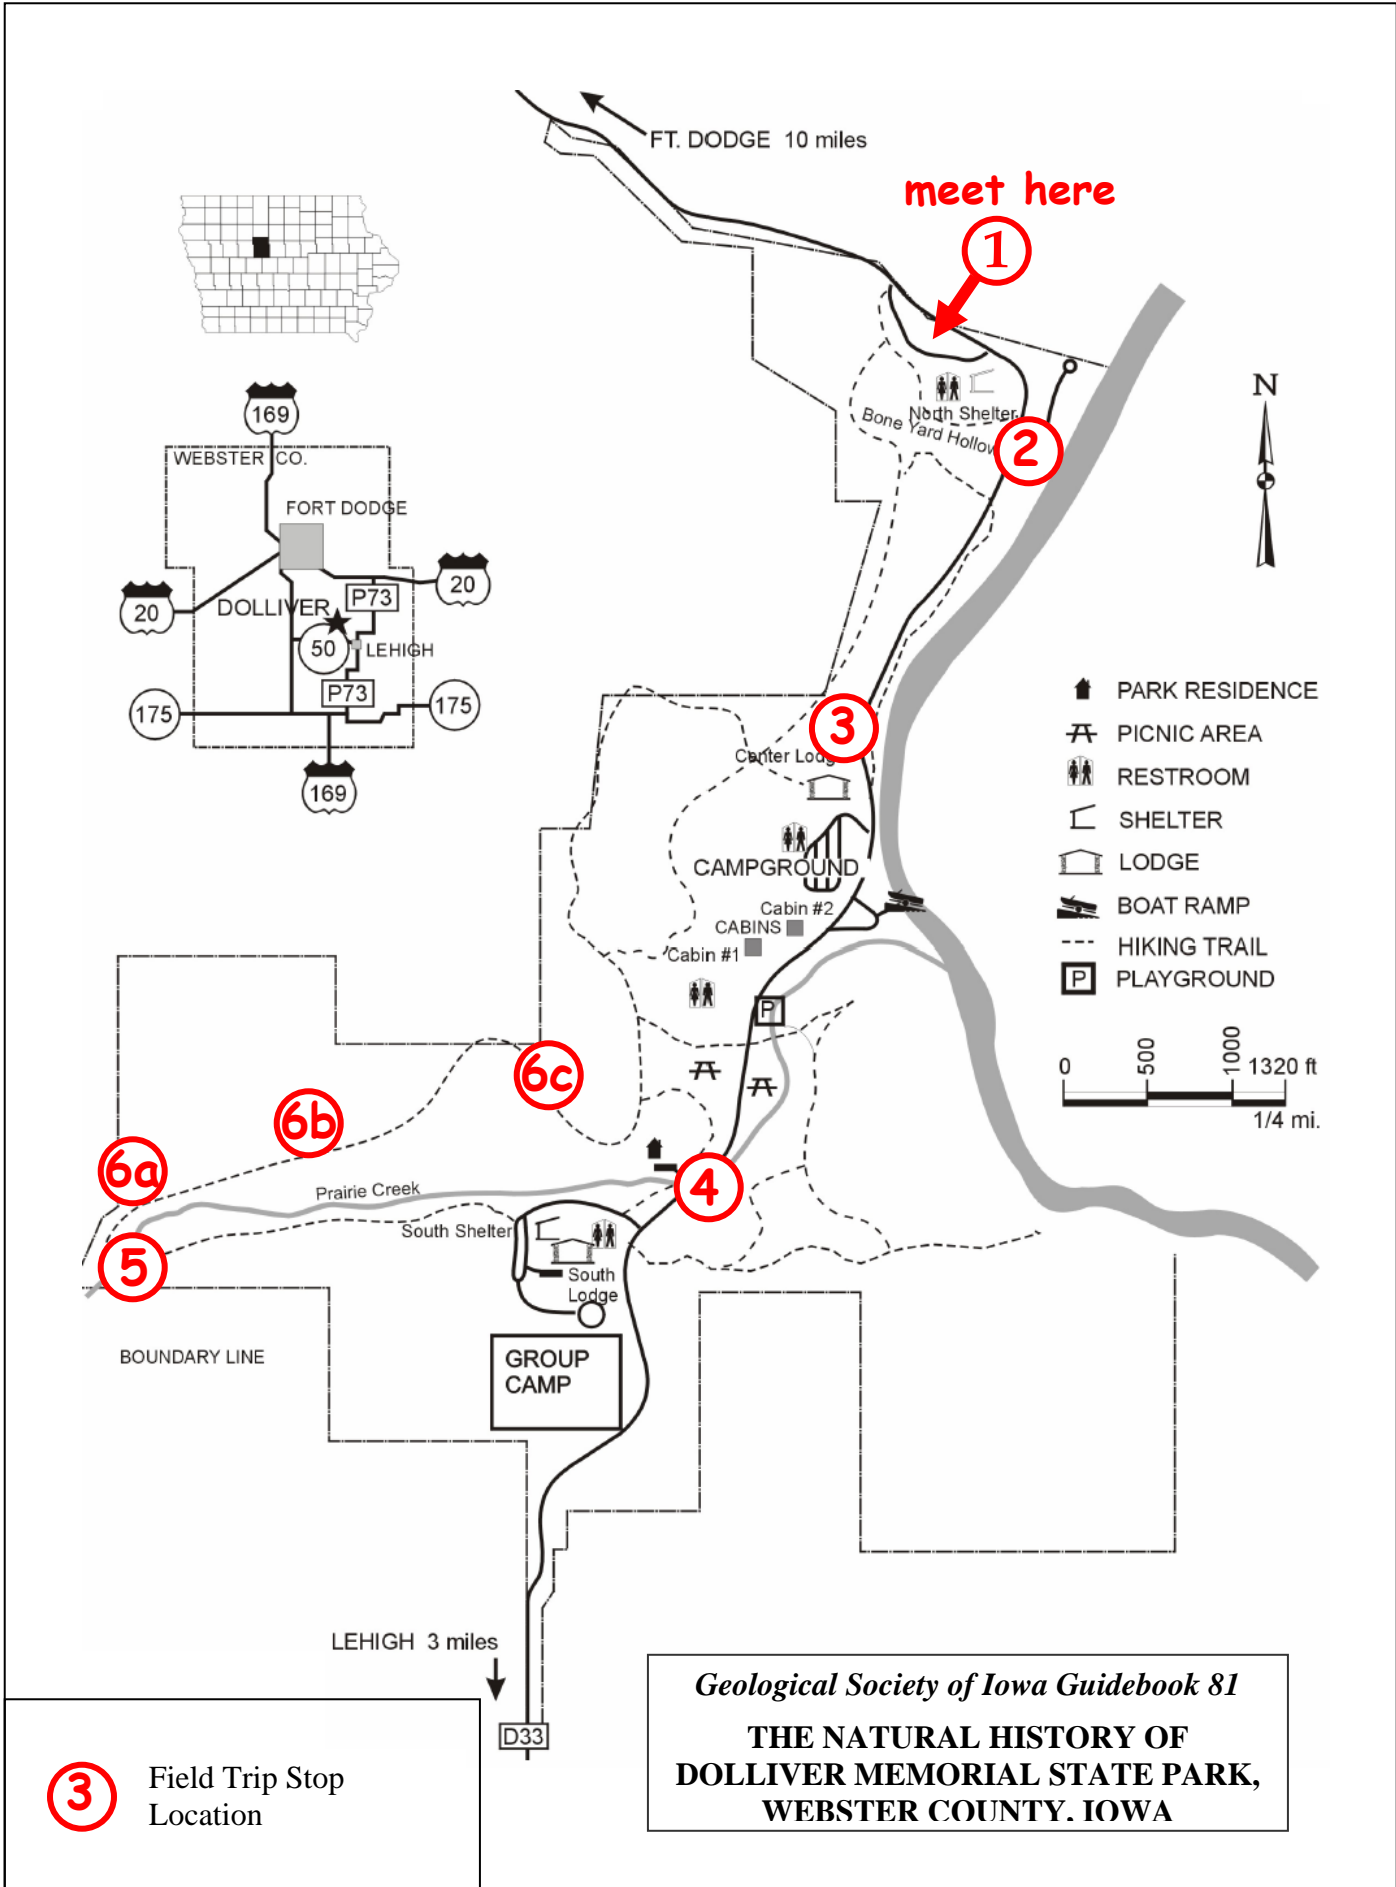 FT. DODGE 10 miles
meet here
1
North Shelter
Bone Yard Hollow
2
N
169
WEBSTER CO.
FORT DODGE
20
P73
20
DOLLIVER
50
LEHIGH
P73
175
175
169
3
Center Lodge
CAMPGROUND
Cabin #2
CABINS
Cabin #1
P
PARK RESIDENCE
PICNIC AREA
RESTROOM
SHELTER
LODGE
BOAT RAMP
HIKING TRAIL
P PLAYGROUND
0 500 1000 1320 ft
1/4 mi.
6c
6b
6a
Prairie Creek
4
South Shelter
5
South
Lodge
BOUNDARY LINE
GROUP
CAMP
LEHIGH 3 miles
D33
3
Field Trip Stop
Location
Geological Society of Iowa Guidebook 81
THE NATURAL HISTORY OF
DOLLIVER MEMORIAL STATE PARK,
WEBSTER COUNTY, IOWA